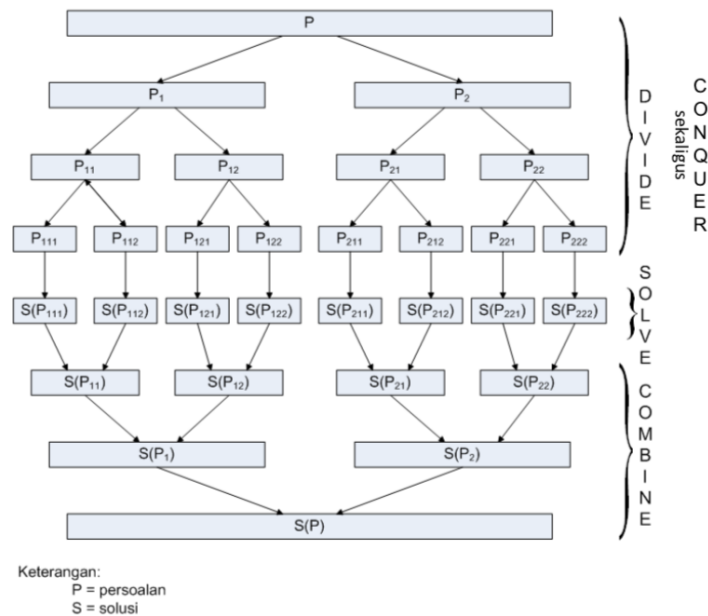 P
P₁ P₂
P₁₁ P₁₂ P₂₁ P₂₂
P₁₁₁ P₁₁₂ P₁₂₁ P₁₂₂ P₂₁₁ P₂₁₂ P₂₂₁ P₂₂₂
DIVIDE
sekaligus
CONQUER
S(P₁₁₁) S(P₁₁₂) S(P₁₂₁) S(P₁₂₂) S(P₂₁₁) S(P₂₁₂) S(P₂₂₁) S(P₂₂₂)
SOLVE
S(P₁₁) S(P₁₂) S(P₂₁) S(P₂₂)
S(P₁) S(P₂)
S(P)
COMBINE
Keterangan:
P = persoalan
S = solusi